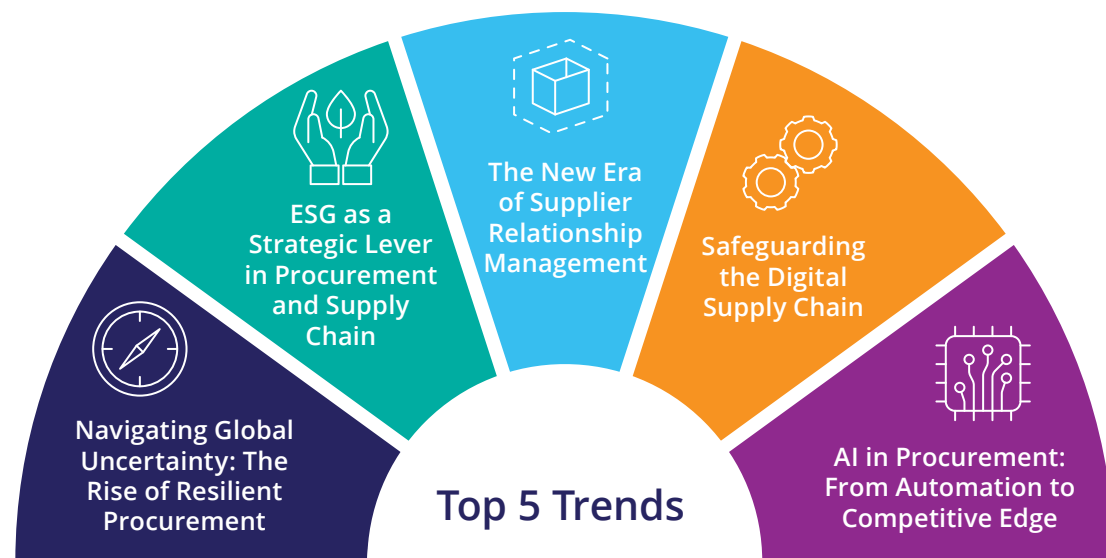 Navigating Global
Uncertainty: The
Rise of Resilient
Procurement
ESG as a
Strategic Lever
in Procurement
and Supply
Chain
The New Era
of Supplier
Relationship
Management
Safeguarding
the Digital
Supply Chain
AI in Procurement:
From Automation to
Competitive Edge
Top 5 Trends